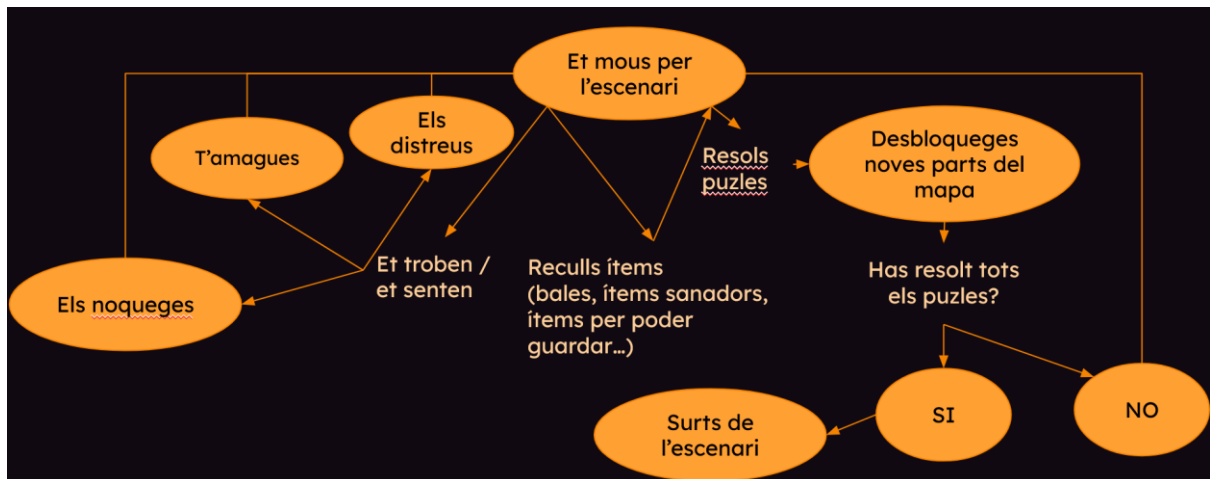 Et mous per
l'escenari
Els
distreus
T'amagues
Resols
puzles
Desbloqueges
noves parts del
mapa
Et troben /
et senten
Reculls ítems
(bales, ítems sanadors,
ítems per poder
guardar...)
Has resolt tots
els puzles?
Els noqueges
Surts de
l'escenari
SI
NO